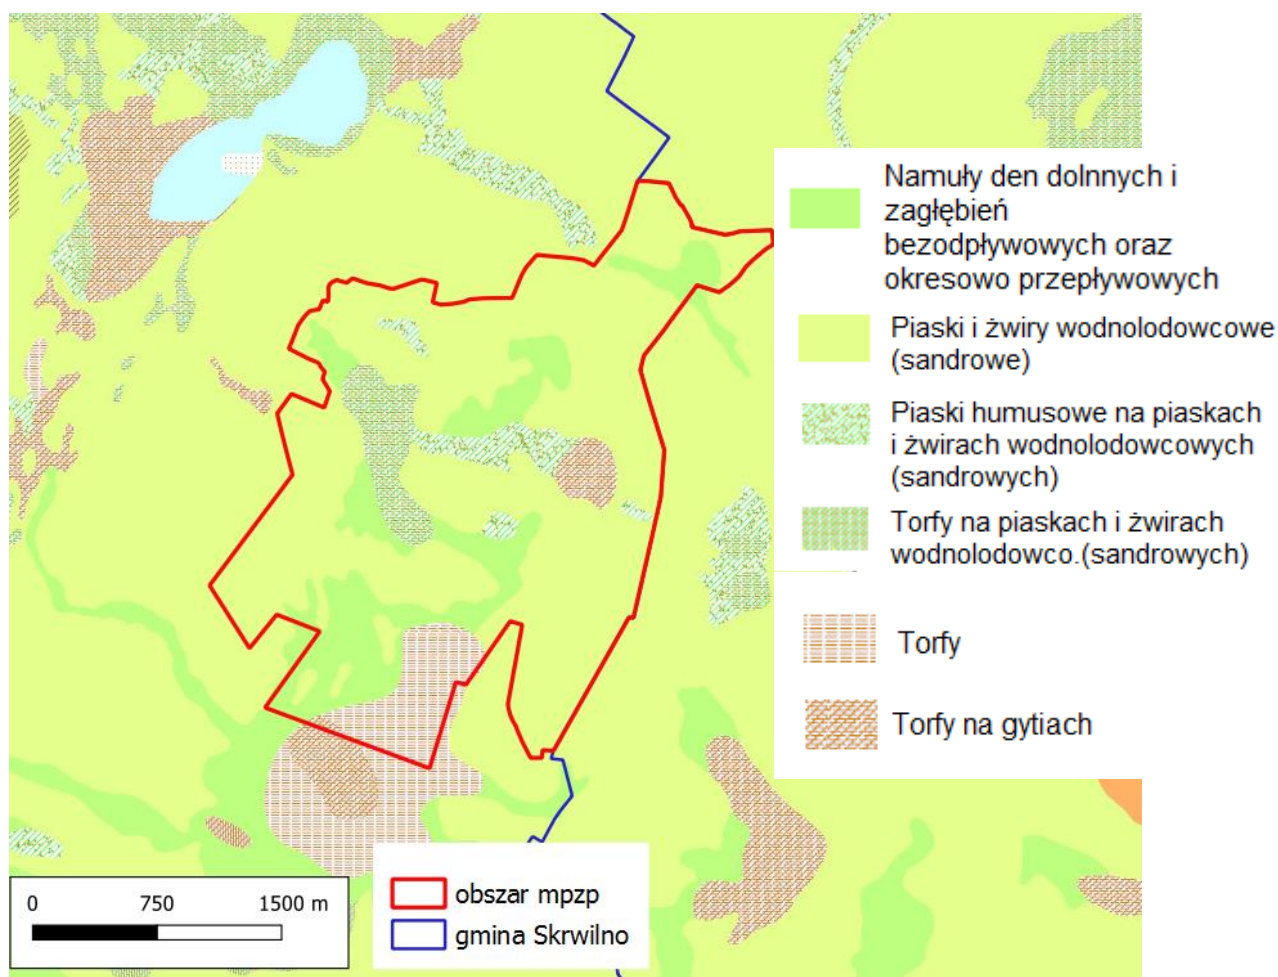 Namuły den dolnnych i
zagłębień
bezodpływowych oraz
okresowo przepływowych
Piaski i żwiry wodnolodowcowe
(sandrowe)
Piaski humusowe na piaskach
i żwirach wodnolodowcowych
(sandrowych)
Torfy na piaskach i żwirach
wodnolodowco.(sandrowych)
Torfy
Torfy na gytiach
obszar mpzp
gmina Skrwilno
0 750 1500 m